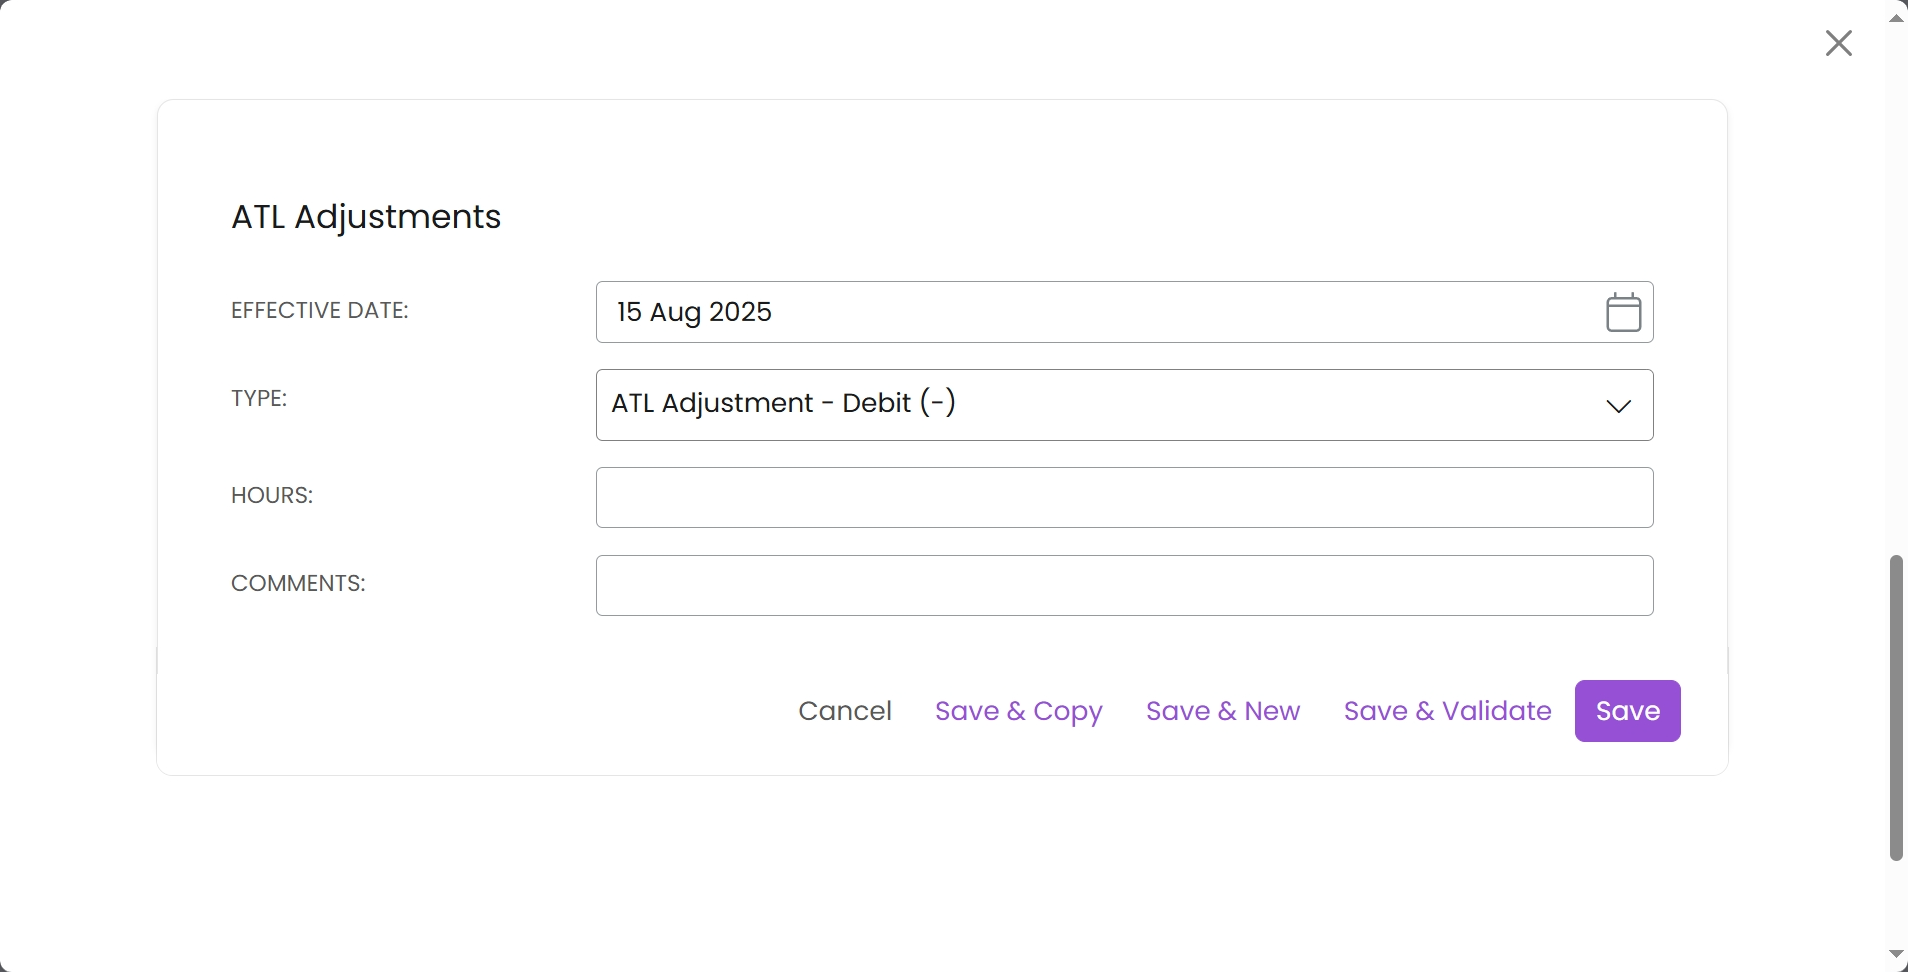 ATL Adjustments
EFFECTIVE DATE:
15 Aug 2025
TYPE:
ATL Adjustment - Debit (-)
HOURS:
COMMENTS:
Cancel
Save & Copy
Save & New
Save & Validate
Save